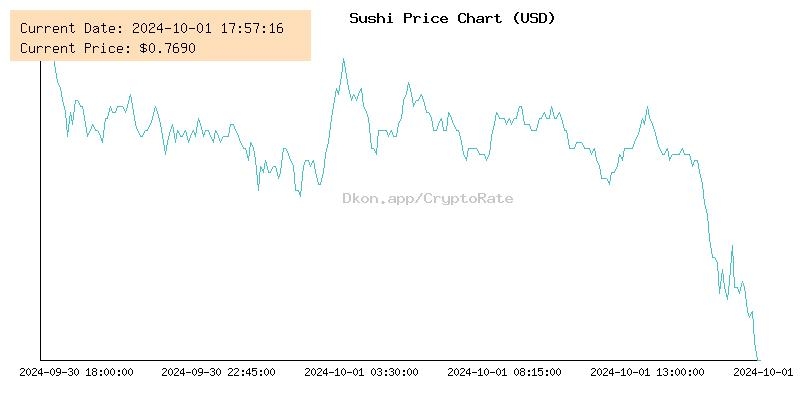 Sushi Price Chart (USD)
Current Date: 2024-10-01 17:57:16
Current Price: $0.7690
Dkon.app/CryptoRate
2024-09-30 18:00:00 2024-09-30 22:45:00 2024-10-01 03:30:00 2024-10-01 08:15:00 2024-10-01 13:00:00 2024-10-01